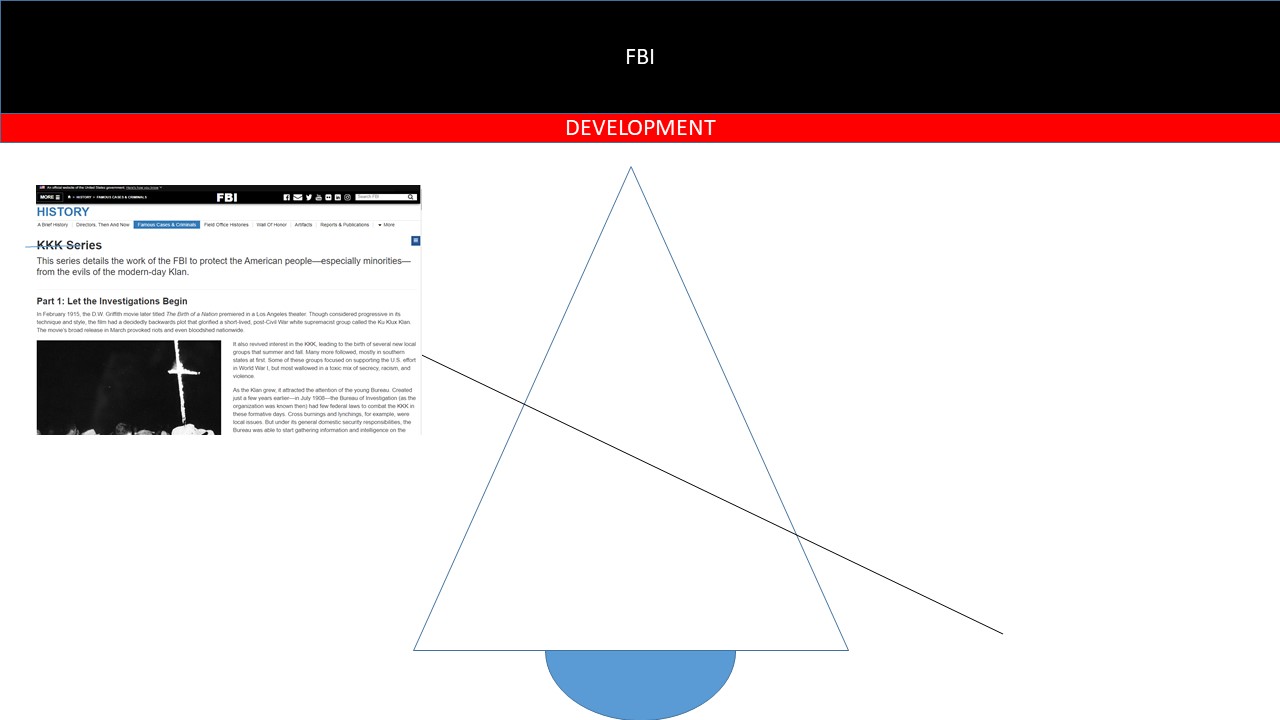 FBI
DEVELOPMENT
An official website of the United States government. Here's how you know
MORE
> HISTORY > FAMOUS CASES & CRIMINALS
FBI
Search FBI
HISTORY
A Brief History
Directors, Then And Now
Famous Cases & Criminals
Field Office Histories
Wall Of Honor
Artifacts
Reports & Publications
More
KKK Series
This series details the work of the FBI to protect the American people—especially minorities—
from the evils of the modern-day Klan.
Part 1: Let the Investigations Begin
In February 1915, the D.W. Griffith movie later titled The Birth of a Nation premiered in a Los Angeles theater. Though considered progressive in its
technique and style, the film had a decidedly backwards plot that glorified a short-lived, post-Civil War white supremacist group called the Ku Klux Klan.
The movie's broad release in March provoked riots and even bloodshed nationwide.
It also revived interest in the KKK, leading to the birth of several new local
groups that summer and fall. Many more followed, mostly in southern
states at first. Some of these groups focused on supporting the U.S. effort
in World War I, but most wallowed in a toxic mix of secrecy, racism, and
violence.
As the Klan grew, it attracted the attention of the young Bureau. Created
just a few years earlier—in July 1908—the Bureau of Investigation (as the
organization was known then) had few federal laws to combat the KKK in
these formative days. Cross burnings and lynchings, for example, were
local issues. But under its general domestic security responsibilities, the
Bureau was able to start gathering information and intelligence on the